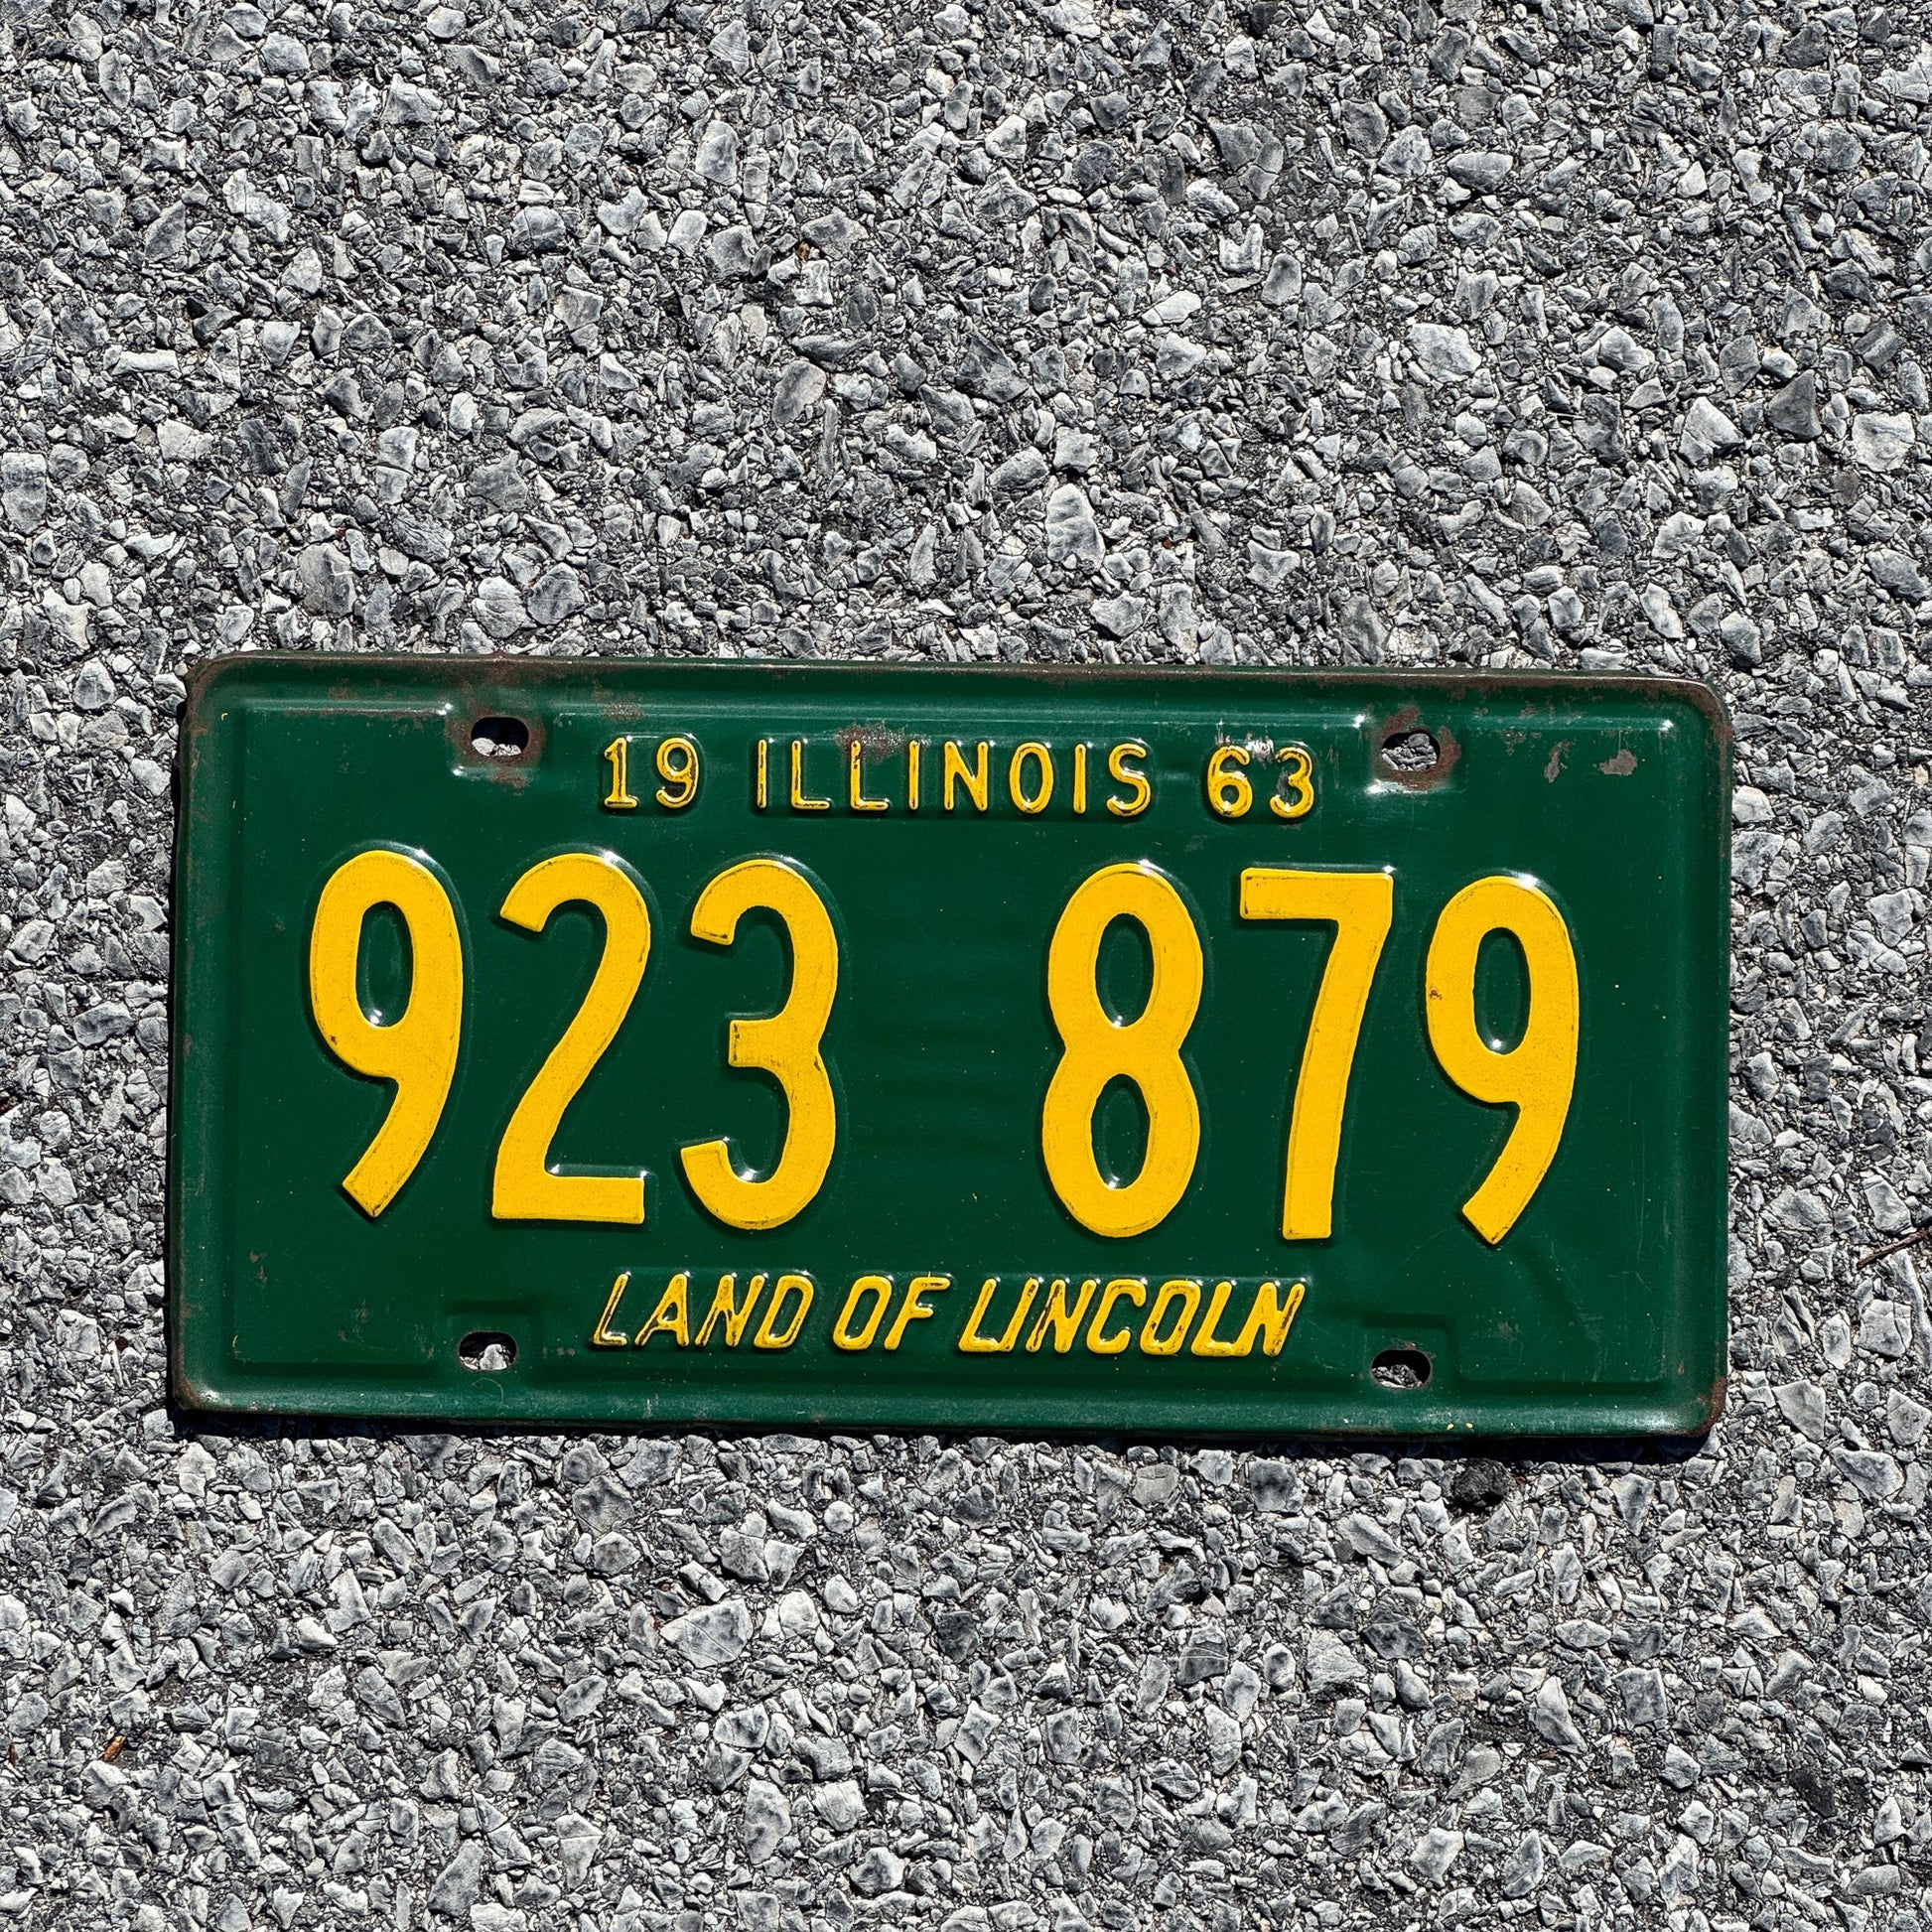 19 ILLINOIS 63
923 879
LAND OF LINCOLN